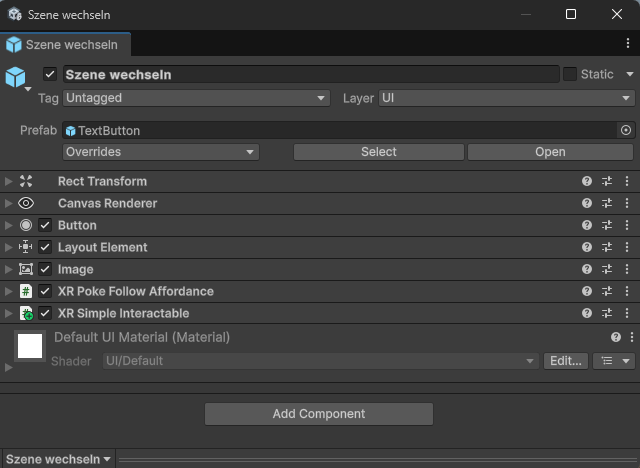 Szene wechseln
Szene wechseln
Szene wechseln Static
Tag Untagged Layer UI
Prefab TextButton
Overrides Select Open
Rect Transform
Canvas Renderer
Button
Layout Element
Image
XR Poke Follow Affordance
XR Simple Interactable
Default UI Material (Material)
Shader UI/Default Edit...
Add Component
Szene wechseln